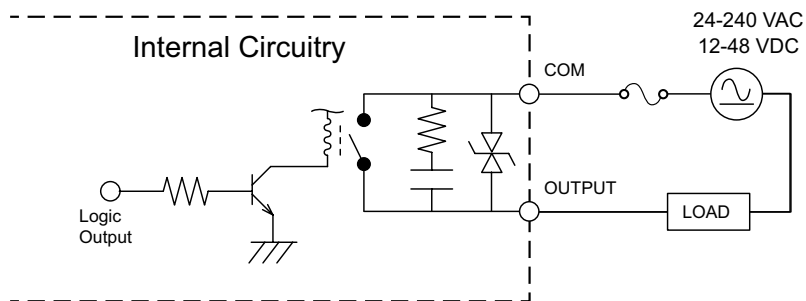 24-240 VAC
12-48 VDC
Internal Circuitry
COM
OUTPUT
LOAD
Logic
Output